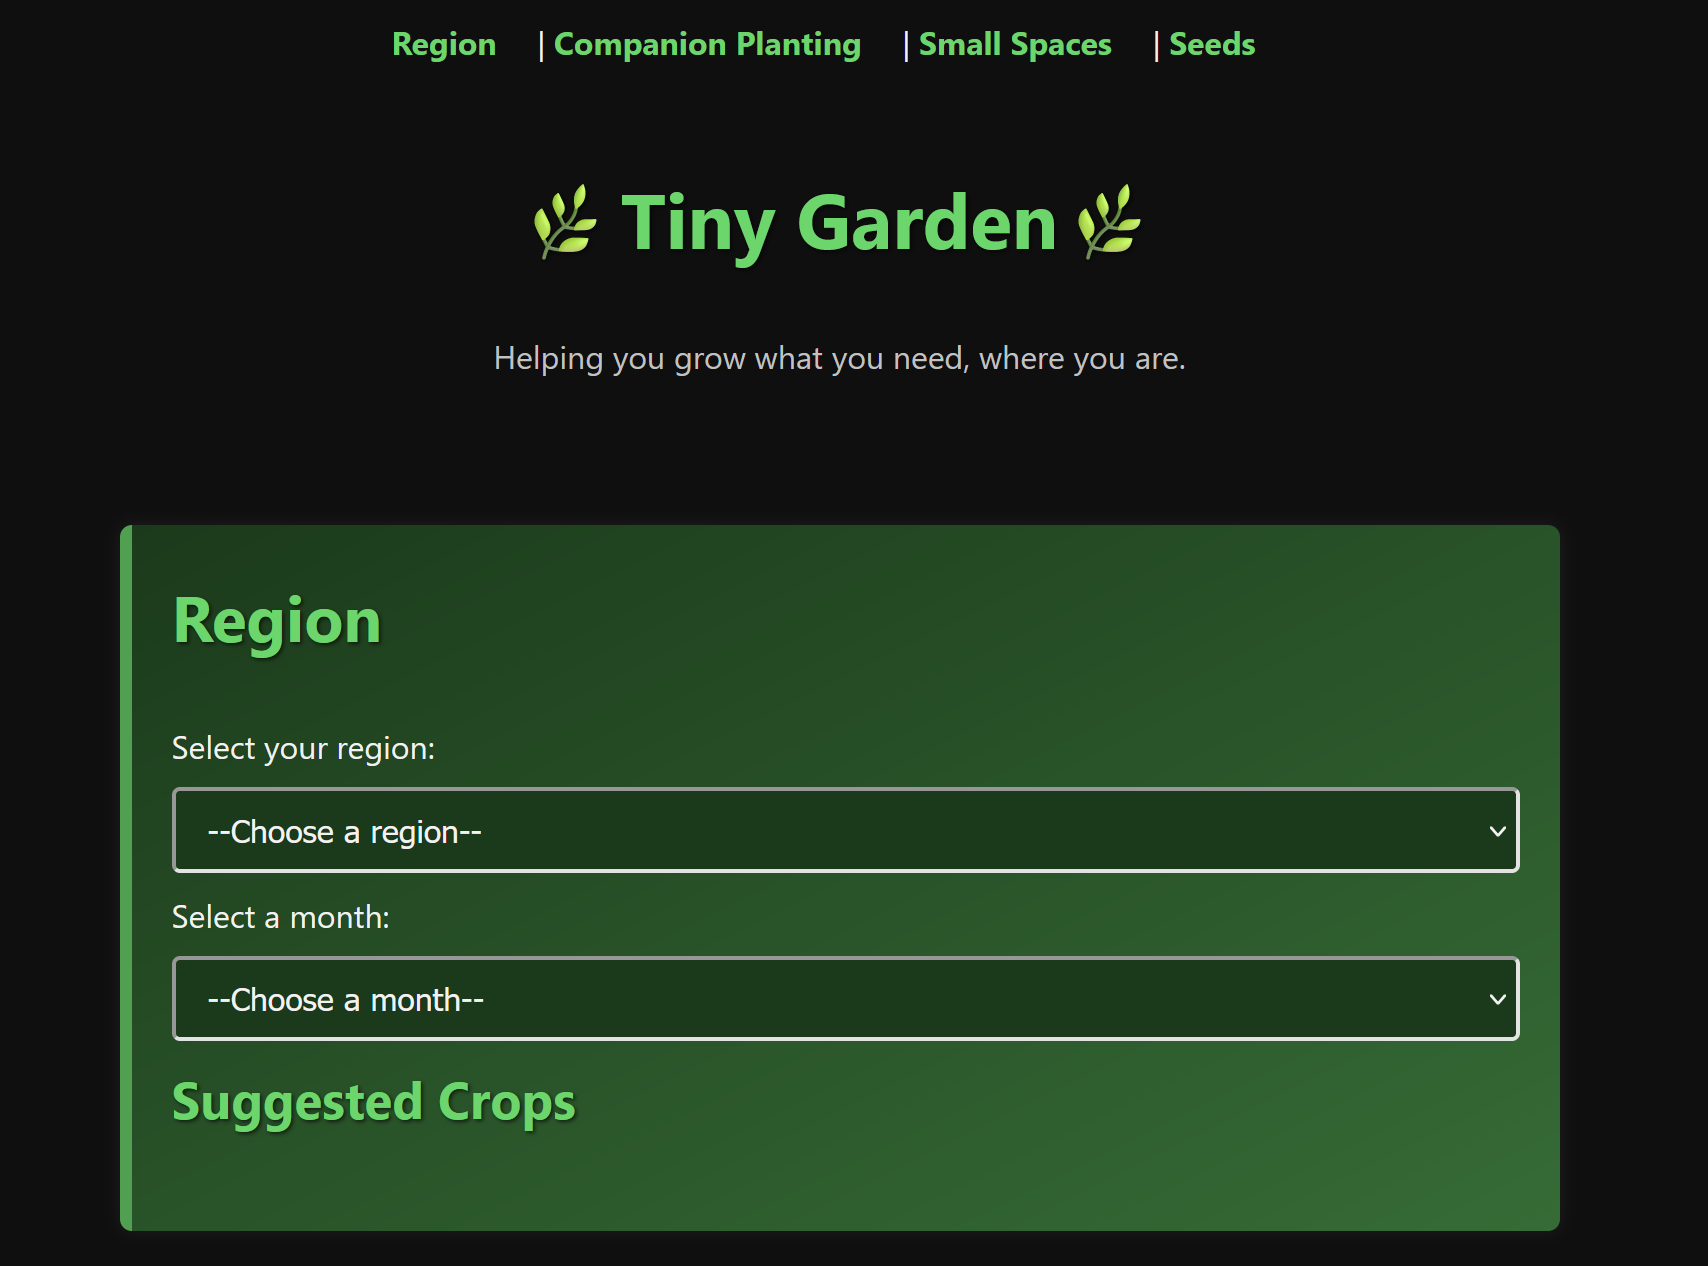 Region | Companion Planting | Small Spaces | Seeds
🌿 Tiny Garden 🌿
Helping you grow what you need, where you are.
Region
Select your region:
--Choose a region--
Select a month:
--Choose a month--
Suggested Crops